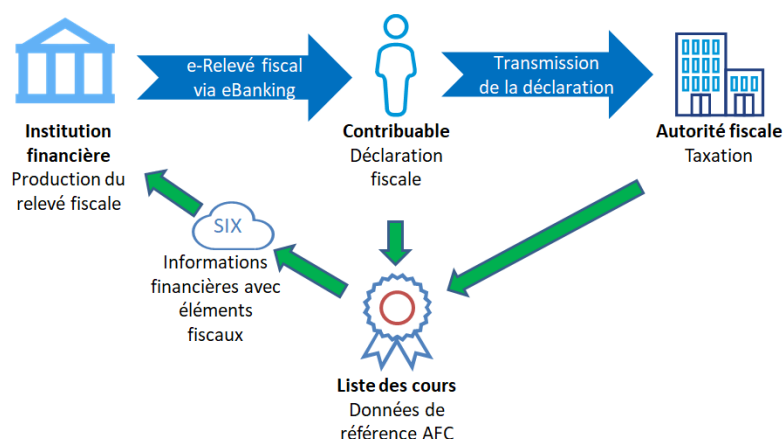 e-Relevé fiscal
via eBanking
Transmission
de la déclaration
Institution
financière
Production du
relevé fiscale
Contribuable
Déclaration
fiscale
Autorité fiscale
Taxation
SIX
Informations
financières avec
éléments
fiscaux
Liste des cours
Données de
référence AFC